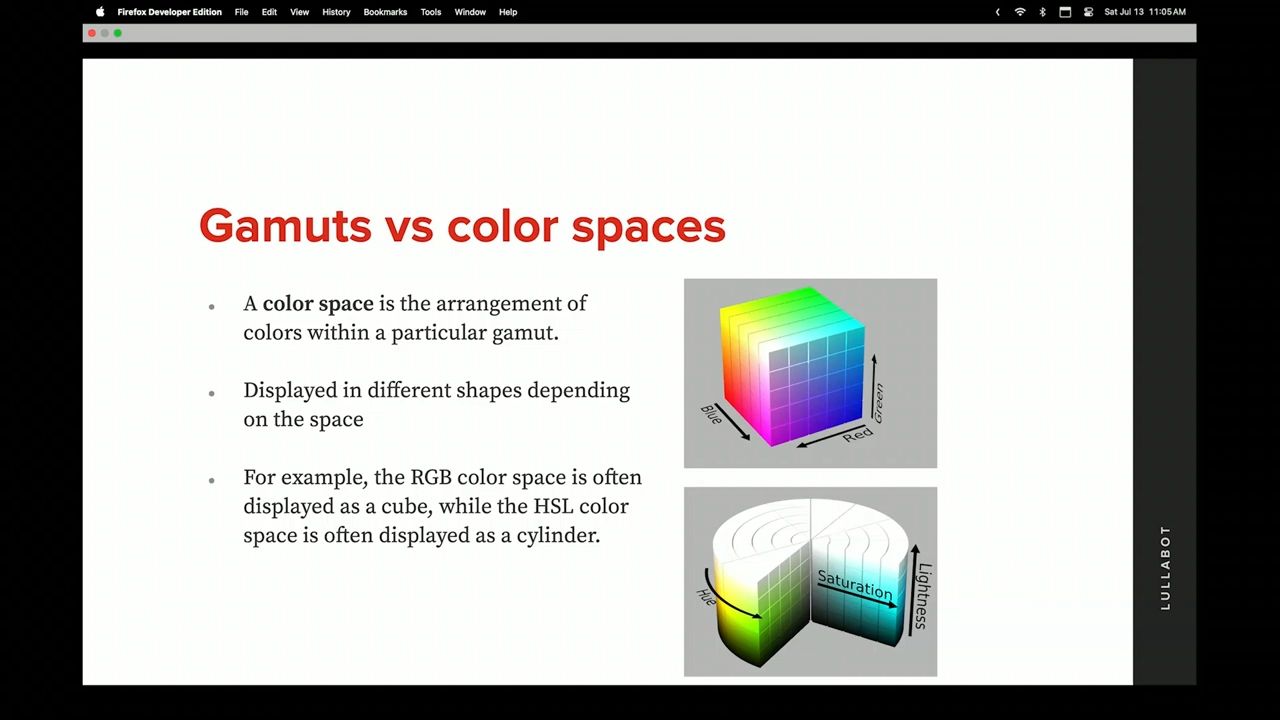 Firefox Developer Edition File Edit View History Bookmarks Tools Window Help Sat Jul 13 11:05 AM
Gamuts vs color spaces
A color space is the arrangement of
colors within a particular gamut.
Displayed in different shapes depending
on the space
For example, the RGB color space is often
displayed as a cube, while the HSL color
space is often displayed as a cylinder.
Blue
Red
Green
Hue
Saturation
Lightness
LULLABOT